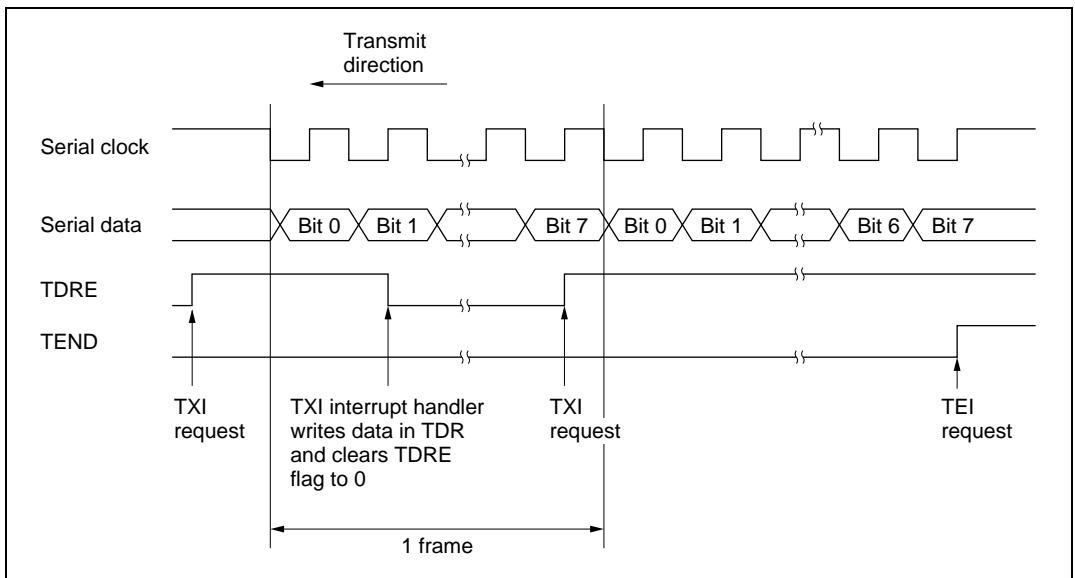 Transmit
direction
Serial clock
Serial data
Bit 0
Bit 1
Bit 7
Bit 0
Bit 1
Bit 6
Bit 7
TDRE
TEND
TXI
request
TXI interrupt handler
writes data in TDR
and clears TDRE
flag to 0
TXI
request
TEI
request
1 frame